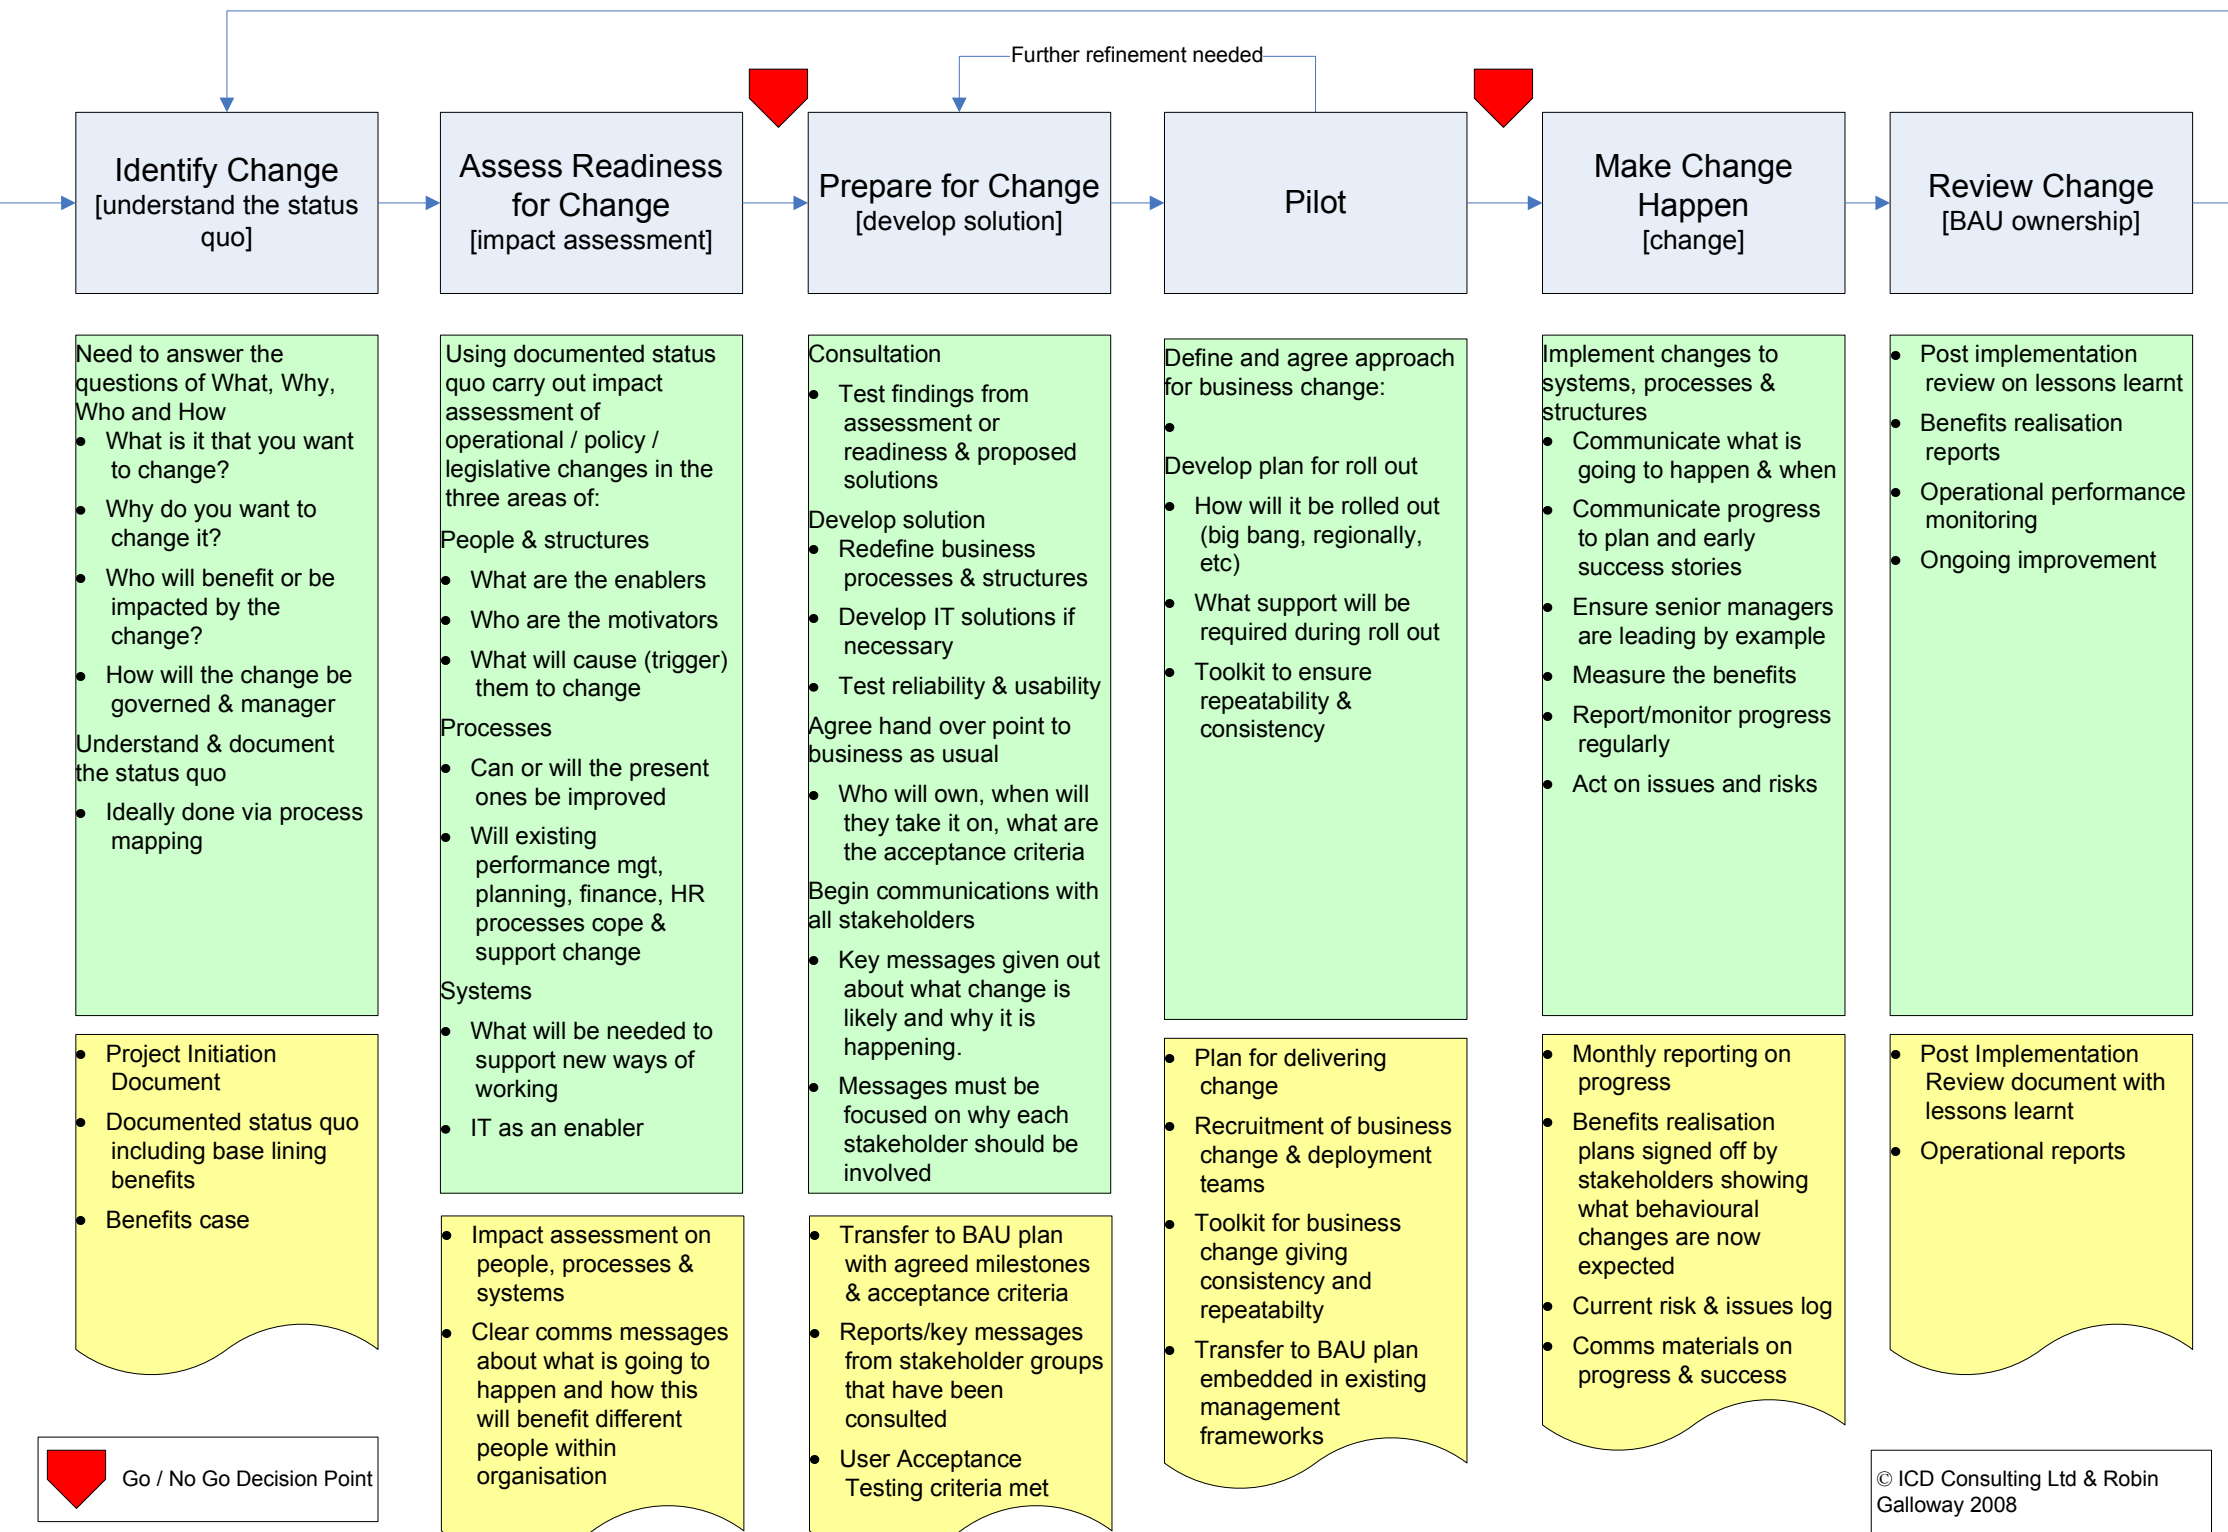 Further refinement needed
Identify Change
[understand the status
quo]
Assess Readiness
for Change
[impact assessment]
Prepare for Change
[develop solution]
Pilot
Make Change
Happen
[change]
Review Change
[BAU ownership]
Need to answer the
questions of What, Why,
Who and How
• What is it that you want
to change?
• Why do you want to
change it?
• Who will benefit or be
impacted by the
change?
• How will the change be
governed & manager
Understand & document
the status quo
• Ideally done via process
mapping
Using documented status
quo carry out impact
assessment of
operational / policy /
legislative changes in the
three areas of:
People & structures
• What are the enablers
• Who are the motivators
• What will cause (trigger)
them to change
Processes
• Can or will the present
ones be improved
• Will existing
performance mgt,
planning, finance, HR
processes cope &
support change
Systems
• What will be needed to
support new ways of
working
• IT as an enabler
Consultation
• Test findings from
assessment or
readiness & proposed
solutions
Develop solution
• Redefine business
processes & structures
• Develop IT solutions if
necessary
• Test reliability & usability
Agree hand over point to
business as usual
• Who will own, when will
they take it on, what are
the acceptance criteria
Begin communications with
all stakeholders
• Key messages given out
about what change is
likely and why it is
happening.
• Messages must be
focused on why each
stakeholder should be
involved
Define and agree approach
for business change:
•
Develop plan for roll out
• How will it be rolled out
(big bang, regionally,
etc)
• What support will be
required during roll out
• Toolkit to ensure
repeatability &
consistency
Implement changes to
systems, processes &
structures
• Communicate what is
going to happen & when
• Communicate progress
to plan and early
success stories
• Ensure senior managers
are leading by example
• Measure the benefits
• Report/monitor progress
regularly
• Act on issues and risks
• Post implementation
review on lessons learnt
• Benefits realisation
reports
• Operational performance
monitoring
• Ongoing improvement
• Project Initiation
Document
• Documented status quo
including base lining
benefits
• Benefits case
• Impact assessment on
people, processes &
systems
• Clear comms messages
about what is going to
happen and how this
will benefit different
people within
organisation
• Transfer to BAU plan
with agreed milestones
& acceptance criteria
• Reports/key messages
from stakeholder groups
that have been
consulted
• User Acceptance
Testing criteria met
• Plan for delivering
change
• Recruitment of business
change & deployment
teams
• Toolkit for business
change giving
consistency and
repeatabilty
• Transfer to BAU plan
embedded in existing
management
frameworks
• Monthly reporting on
progress
• Benefits realisation
plans signed off by
stakeholders showing
what behavioural
changes are now
expected
• Current risk & issues log
• Comms materials on
progress & success
• Post Implementation
Review document with
lessons learnt
• Operational reports
Go / No Go Decision Point
© ICD Consulting Ltd & Robin
Galloway 2008